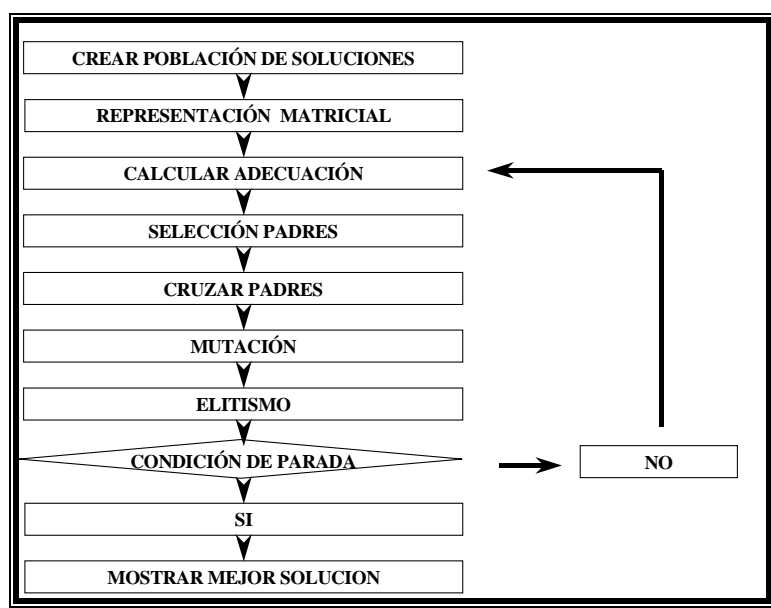 CREAR POBLACIÓN DE SOLUCIONES
REPRESENTACIÓN MATRICIAL
CALCULAR ADECUACIÓN
SELECCIÓN PADRES
CRUZAR PADRES
MUTACIÓN
ELITISMO
CONDICIÓN DE PARADA
NO
SI
MOSTRAR MEJOR SOLUCION